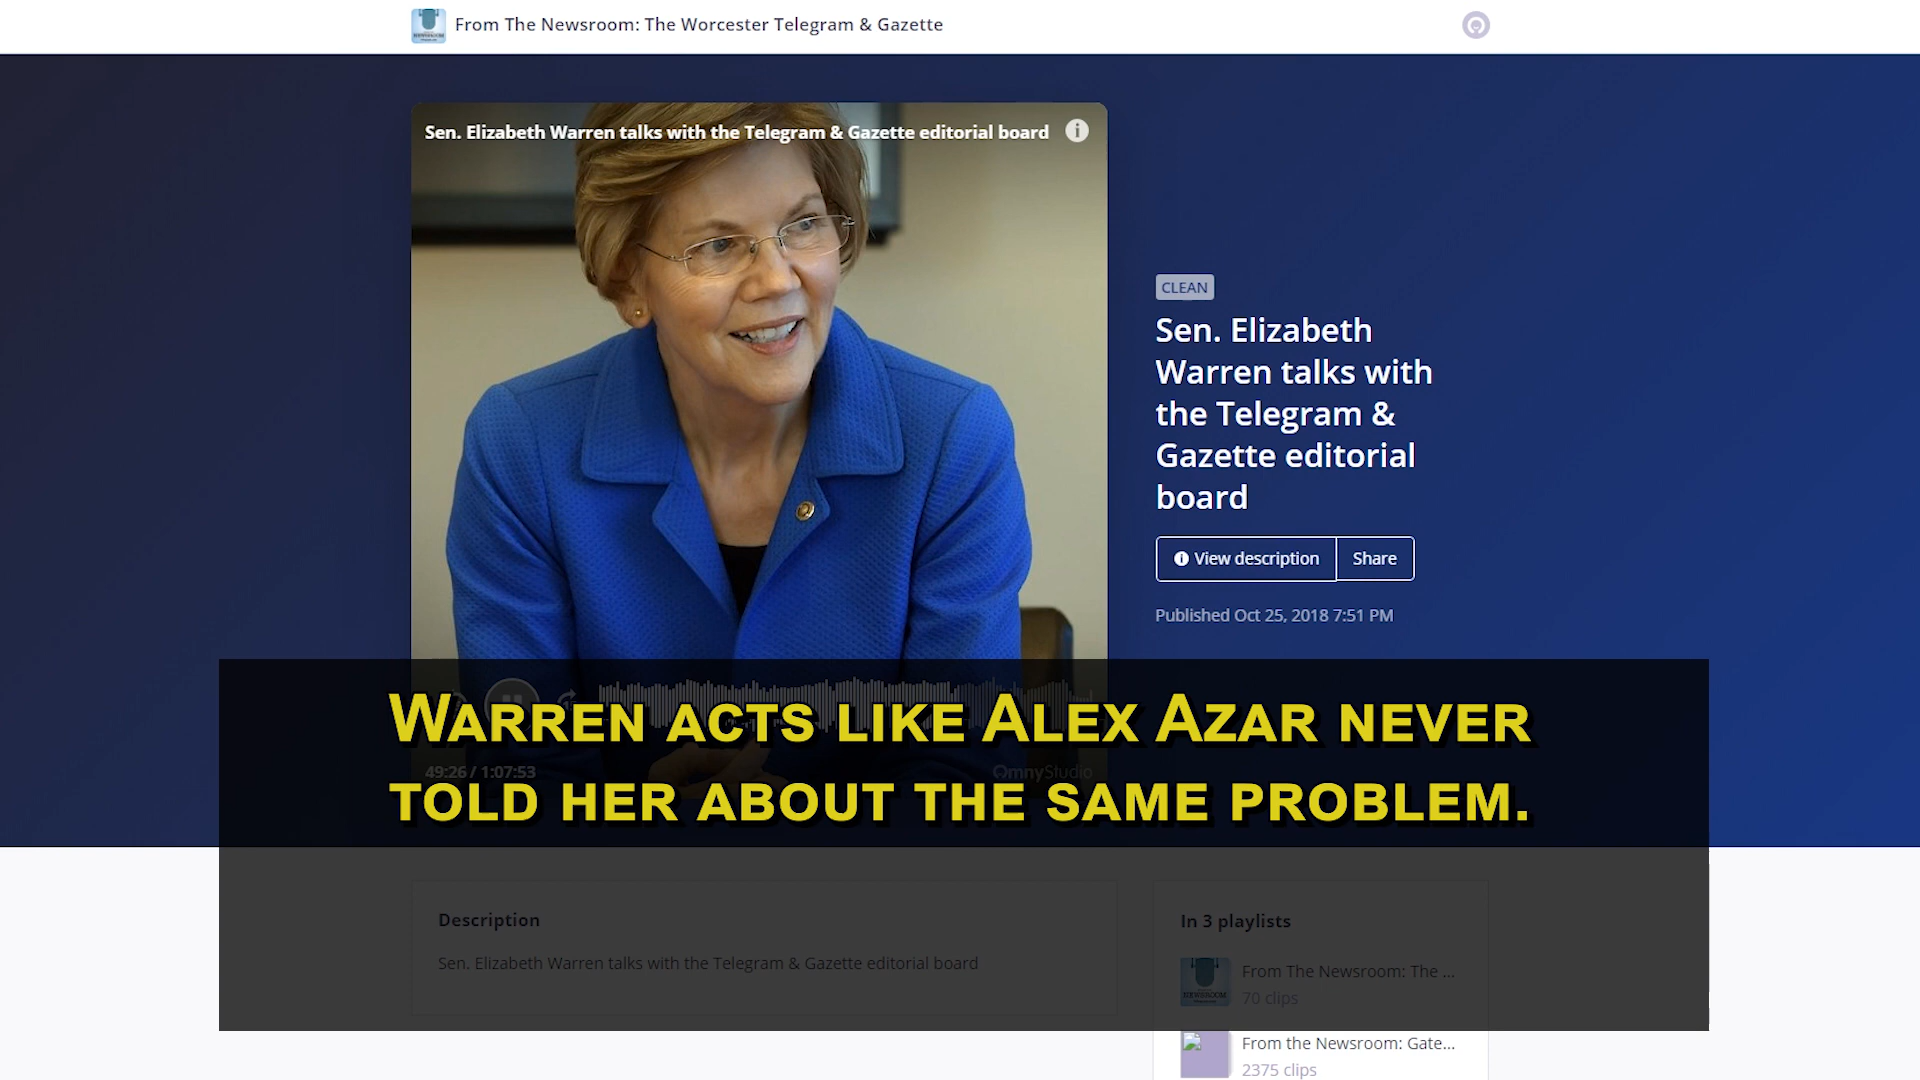 From The Newsroom: The Worcester Telegram & Gazette
Sen. Elizabeth Warren talks with the Telegram & Gazette editorial board
CLEAN
Sen. Elizabeth
Warren talks with
the Telegram &
Gazette editorial
board
View description
Share
Published Oct 25, 2018 7:51 PM
Warren acts like Alex Azar never
told her about the same problem.
49:26 / 1:07:53
OmnyStudio
Description
Sen. Elizabeth Warren talks with the Telegram & Gazette editorial board
In 3 playlists
From The Newsroom: The ...
70 clips
NEWSROOM
From the Newsroom: Gate...
2375 clips